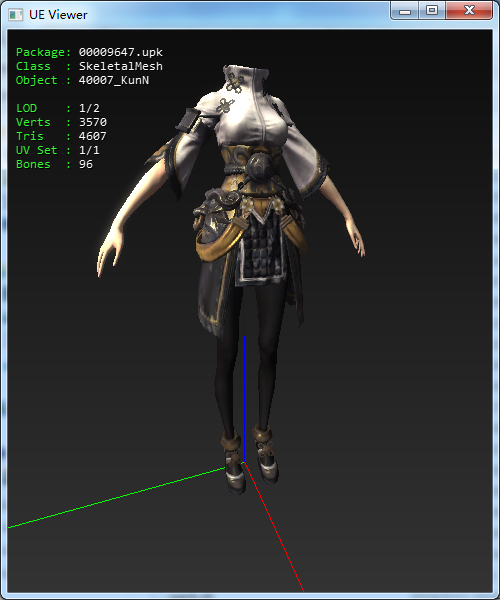 UE Viewer
Package: 00009647.upk
Class  : SkeletalMesh
Object : 40007_KunN
LOD    : 1/2
Verts  : 3570
Tris   : 4607
UV Set : 1/1
Bones  : 96